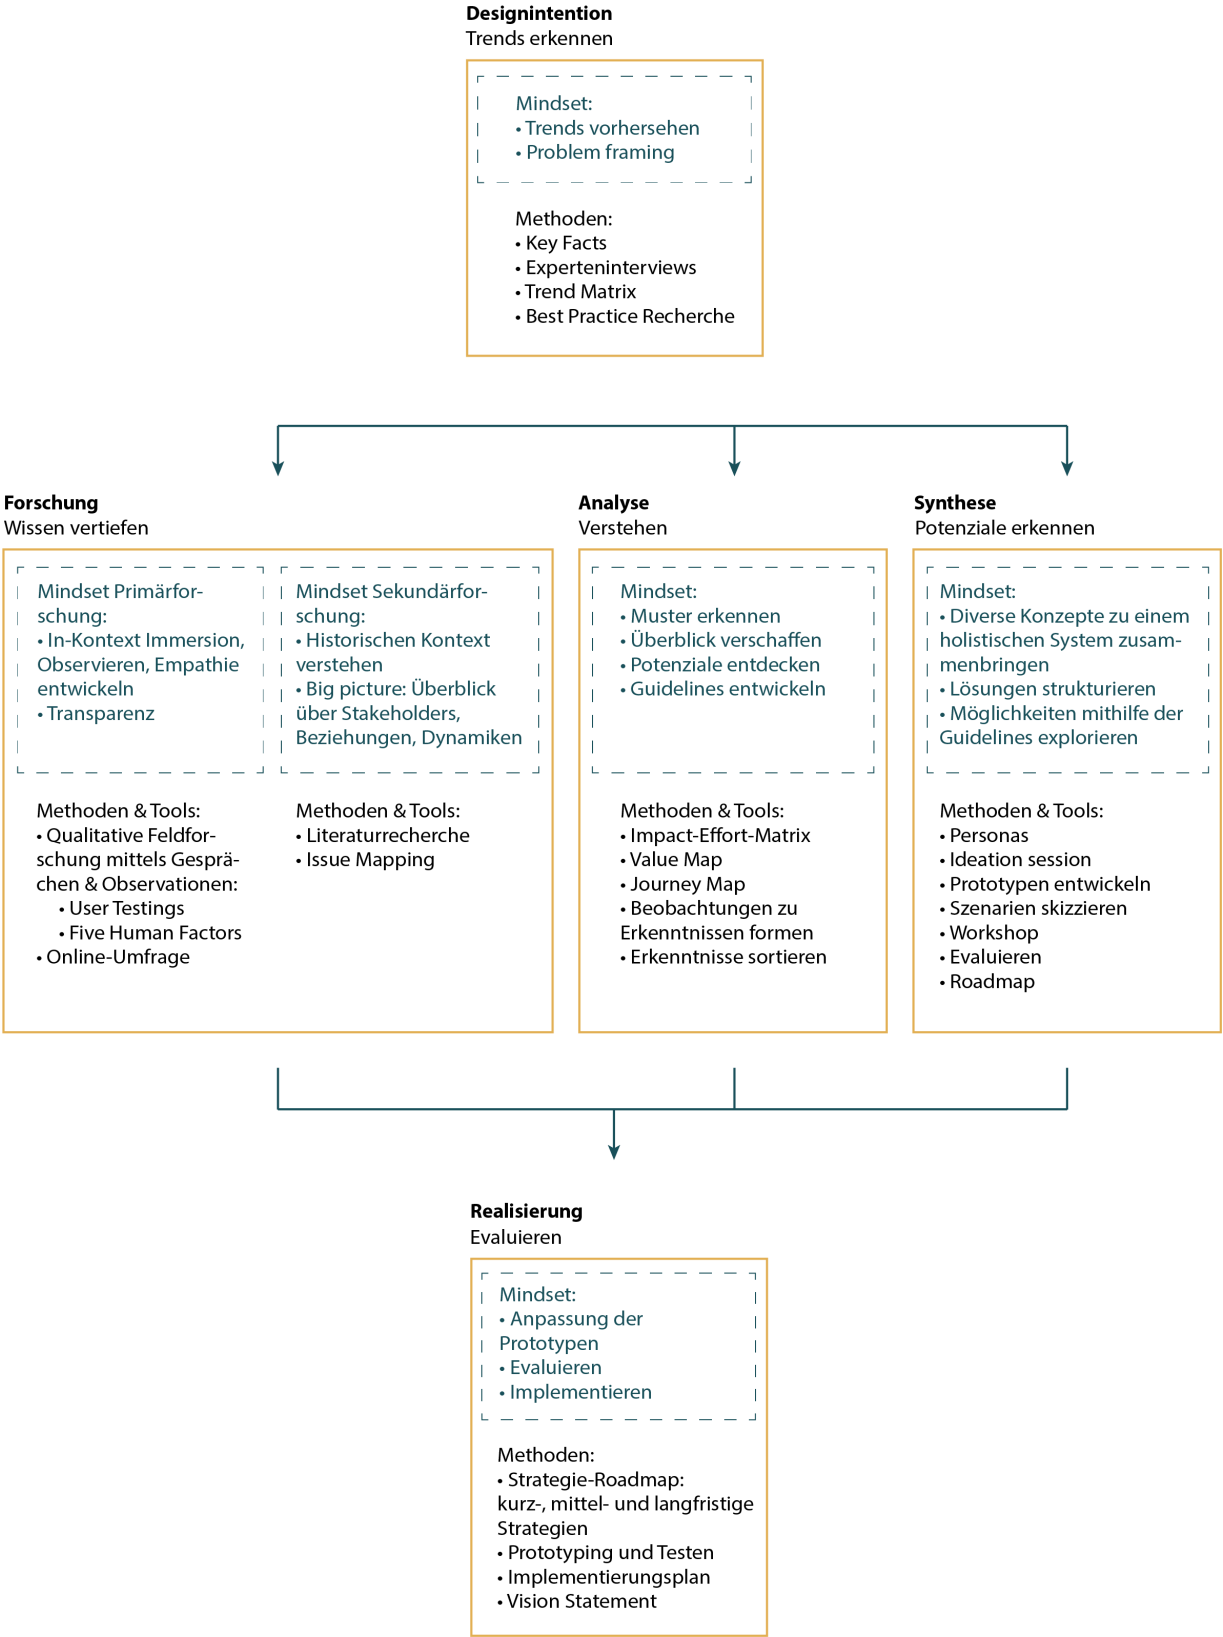 Designintention
Trends erkennen
Mindset:
• Trends vorhersehen
• Problem framing
Methoden:
• Key Facts
• Experteninterviews
• Trend Matrix
• Best Practice Recherche
Forschung
Wissen vertiefen
Mindset Primärfor-
schung:
• In-Kontext Immersion,
Observieren, Empathie
entwickeln
• Transparenz
Methoden & Tools:
• Qualitative Feldfor-
schung mittels Gesprä-
chen & Observationen:
• User Testings
• Five Human Factors
• Online-Umfrage
Mindset Sekundärfor-
schung:
• Historischen Kontext
verstehen
• Big picture: Überblick
über Stakeholders,
Beziehungen, Dynamiken
Methoden & Tools:
• Literaturrecherche
• Issue Mapping
Analyse
Verstehen
Mindset:
• Muster erkennen
• Überblick verschaffen
• Potenziale entdecken
• Guidelines entwickeln
Methoden & Tools:
• Impact-Effort-Matrix
• Value Map
• Journey Map
• Beobachtungen zu
Erkenntnissen formen
• Erkenntnisse sortieren
Synthese
Potenziale erkennen
Mindset:
• Diverse Konzepte zu einem
holistischen System zusam-
menbringen
• Lösungen strukturieren
• Möglichkeiten mithilfe der
Guidelines explorieren
Methoden & Tools:
• Personas
• Ideation session
• Prototypen entwickeln
• Szenarien skizzieren
• Workshop
• Evaluieren
• Roadmap
Realisierung
Evaluieren
Mindset:
• Anpassung der
Prototypen
• Evaluieren
• Implementieren
Methoden:
• Strategie-Roadmap:
kurz-, mittel- und langfristige
Strategien
• Prototyping und Testen
• Implementierungsplan
• Vision Statement